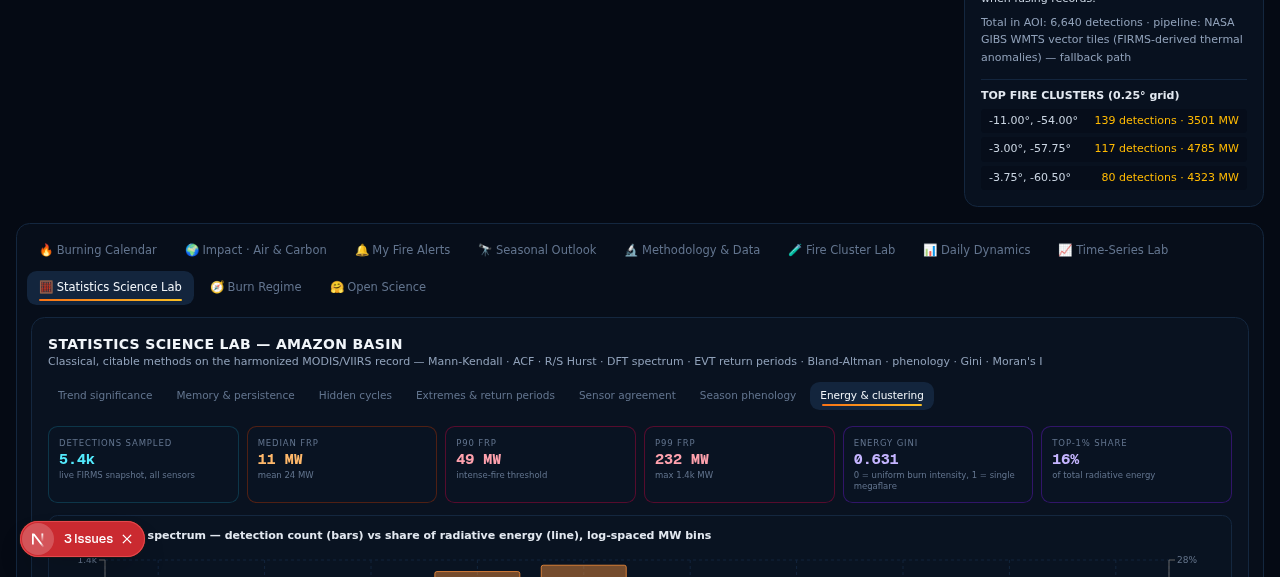 Total in AOI: 6,640 detections · pipeline: NASA
GIBS WMTS vector tiles (FIRMS-derived thermal
anomalies) — fallback path
TOP FIRE CLUSTERS (0.25° grid)
-11.00°, -54.00° 139 detections · 3501 MW
-3.00°, -57.75° 117 detections · 4785 MW
-3.75°, -60.50° 80 detections · 4323 MW
Burning Calendar Impact · Air & Carbon My Fire Alerts Seasonal Outlook Methodology & Data Fire Cluster Lab Daily Dynamics Time-Series Lab
Statistics Science Lab Burn Regime Open Science
STATISTICS SCIENCE LAB — AMAZON BASIN
Classical, citable methods on the harmonized MODIS/VIIRS record — Mann-Kendall · ACF · R/S Hurst · DFT spectrum · EVT return periods · Bland-Altman · phenology · Gini · Moran's I
Trend significance Memory & persistence Hidden cycles Extremes & return periods Sensor agreement Season phenology Energy & clustering
DETECTIONS SAMPLED
5.4k
live FIRMS snapshot, all sensors
MEDIAN FRP
11 MW
mean 24 MW
P90 FRP
49 MW
intense-fire threshold
P99 FRP
232 MW
max 1.4k MW
ENERGY GINI
0.631
0 = uniform burn intensity, 1 = single
megaflare
TOP-1% SHARE
16%
of total radiative energy
N 3 Issues
spectrum — detection count (bars) vs share of radiative energy (line), log-spaced MW bins
1.4k 28%